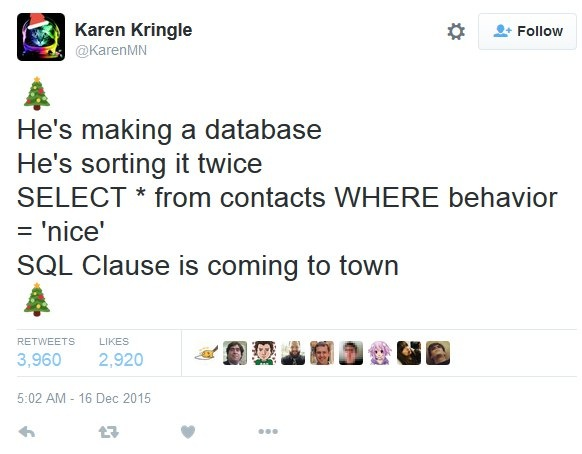 Karen Kringle
@KarenMN
Follow
🎄
He's making a database
He's sorting it twice
SELECT * from contacts WHERE behavior
= 'nice'
SQL Clause is coming to town
🎄
RETWEETS LIKES
3,960 2,920
5:02 AM - 16 Dec 2015